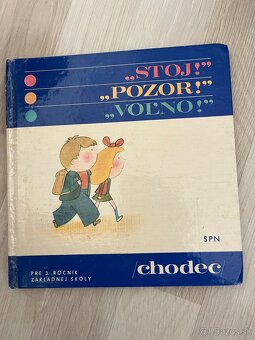 „STOJ!”
„POZOR!”
„VOĽNO!”
SPN
PRE 3. ROČNÍK
ZÁKLADNEJ ŠKOLY
/chodec